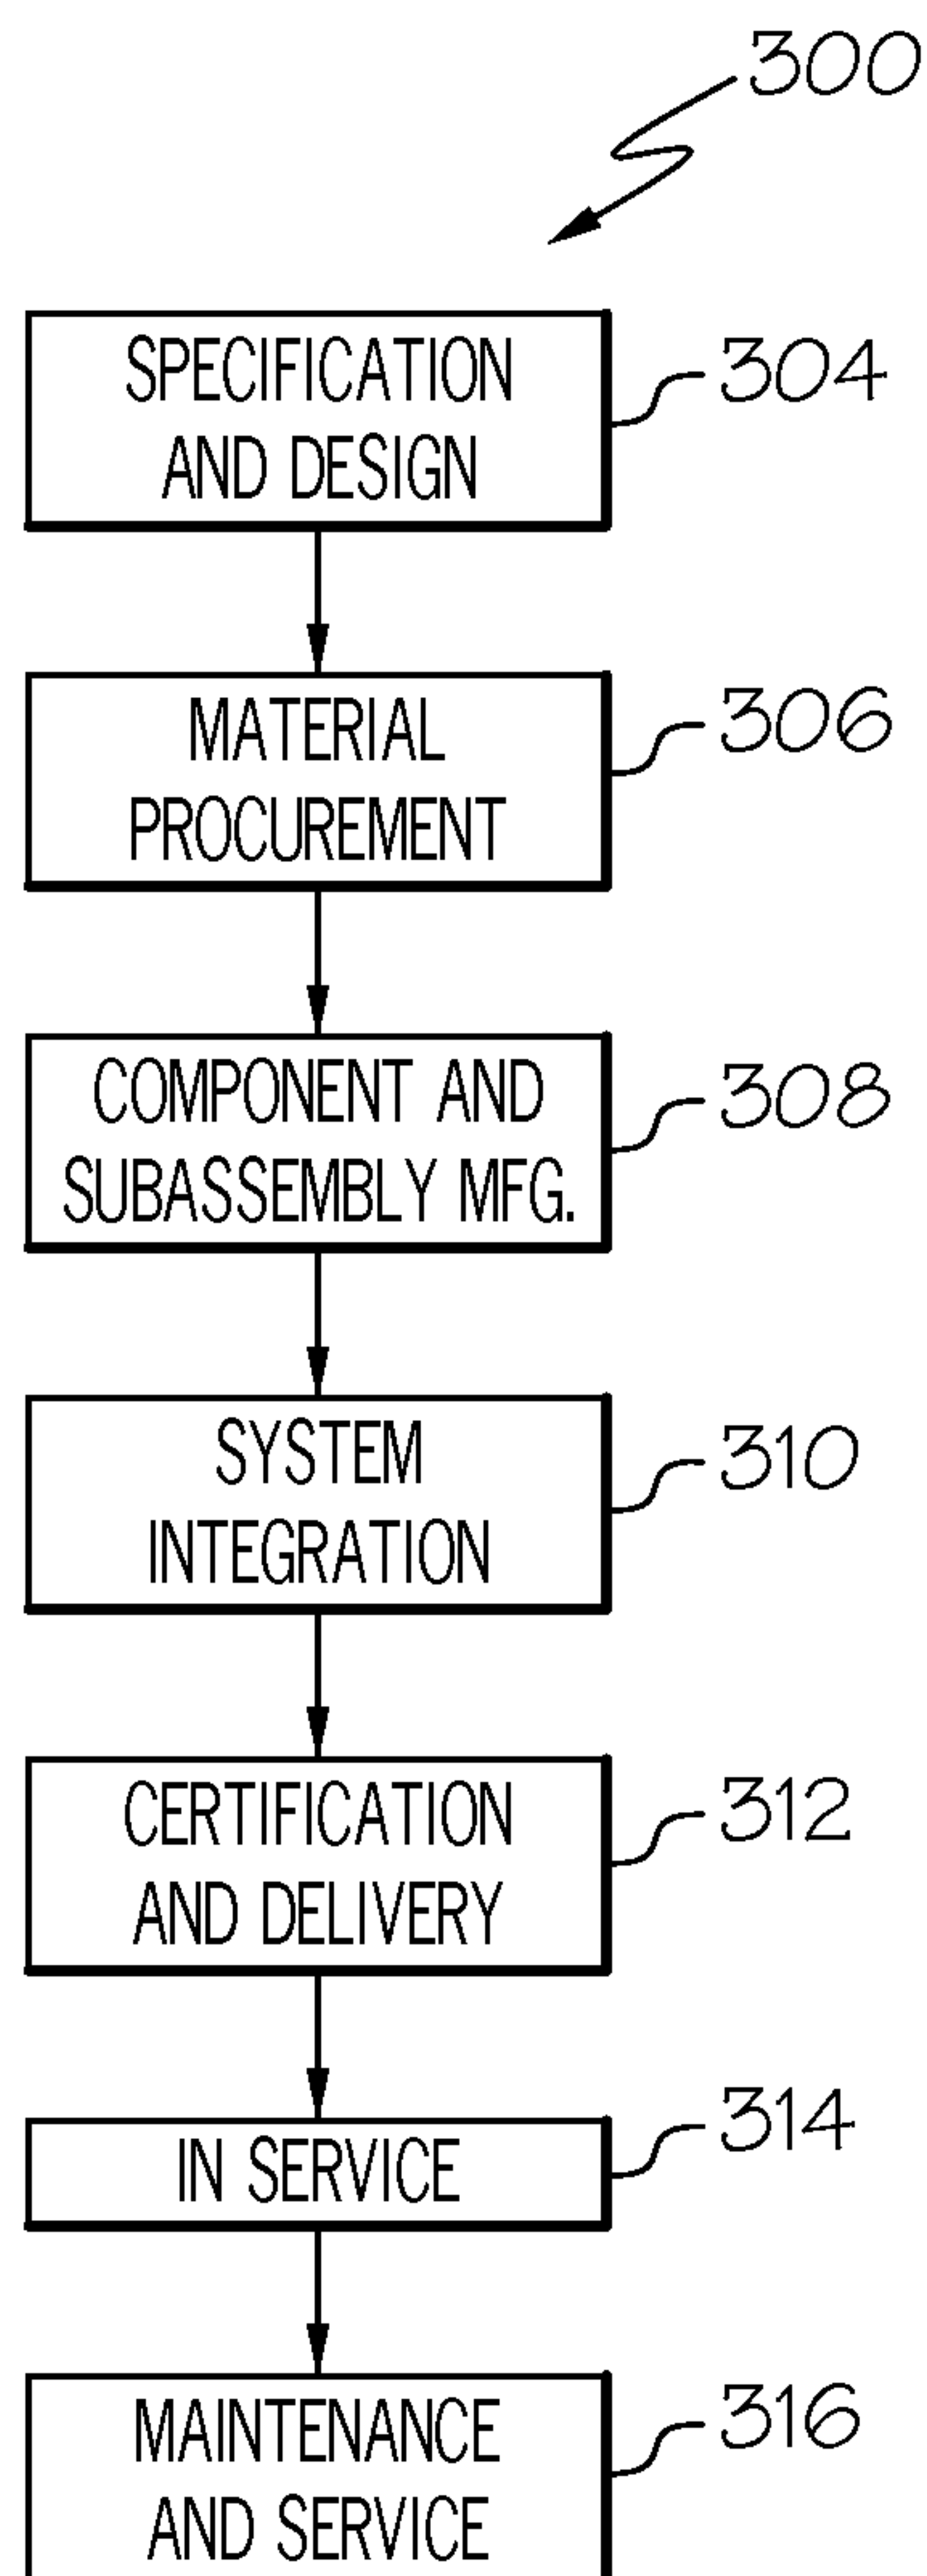 300
SPECIFICATION
AND DESIGN
304
MATERIAL
PROCUREMENT
306
COMPONENT AND
SUBASSEMBLY MFG.
308
SYSTEM
INTEGRATION
310
CERTIFICATION
AND DELIVERY
312
IN SERVICE
314
MAINTENANCE
AND SERVICE
316